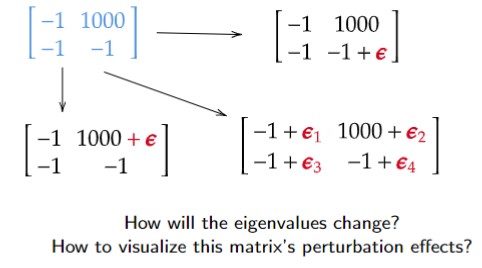 −1 1000
−1 −1
−1 1000
−1 −1 + ϵ
−1 1000 + ϵ
−1 −1
−1 + ϵ₁ 1000 + ϵ₂
−1 + ϵ₃ −1 + ϵ₄
How will the eigenvalues change?
How to visualize this matrix's perturbation effects?